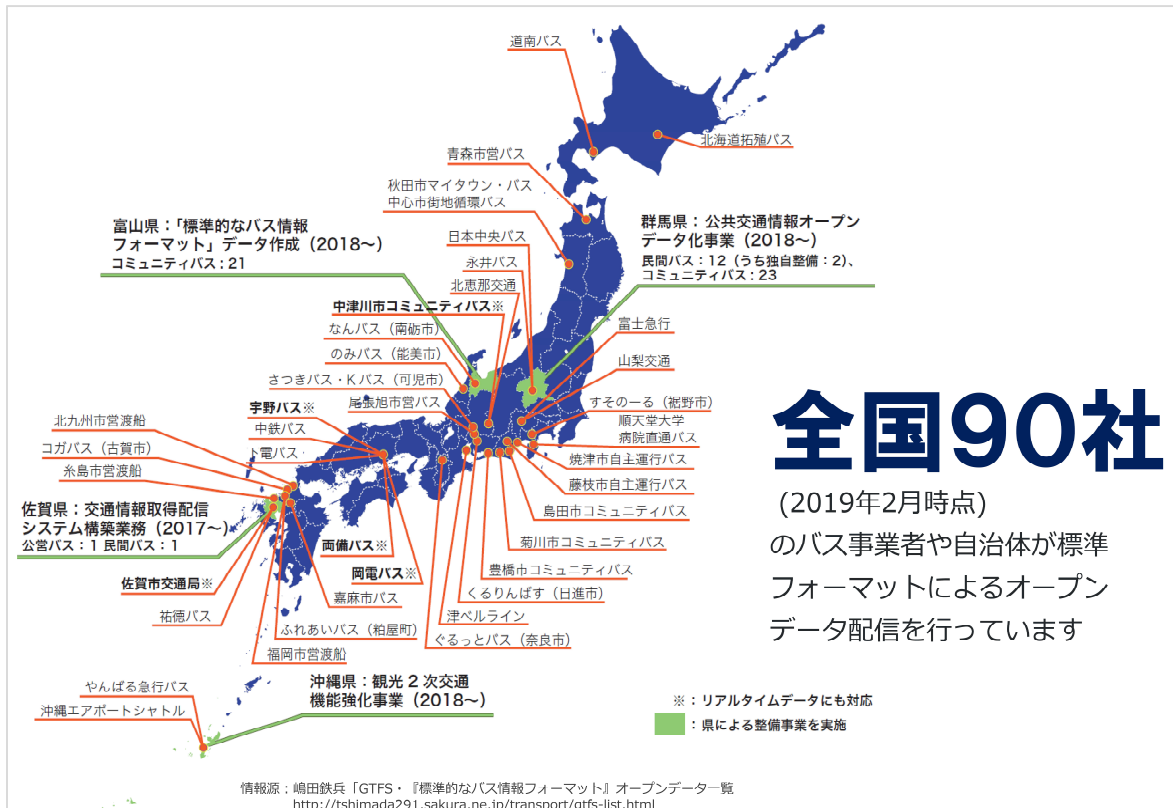 道南バス
北海道拓殖バス
青森市営バス
秋田市マイタウン・バス
中心市街地循環バス
富山県：「標準的なバス情報
フォーマット」データ作成（2018～）
コミュニティバス : 21
群馬県：公共交通情報オープン
データ化事業（2018～）
民間バス：12（うち独自整備：2）、
コミュニティバス : 23
日本中央バス
永井バス
北恵那交通
中津川市コミュニティバス※
なんバス（南砺市）
のみバス（能美市）
さつきバス・Kバス（可児市）
尾張旭市営バス
宇野バス※
中鉄バス
下電バス
北九州市営渡船
コガバス（古賀市）
糸島市営渡船
佐賀県：交通情報取得配信
システム構築業務（2017～）
公営バス：1 民間バス：1
佐賀市交通局※
祐徳バス
富士急行
山梨交通
すそのーる（裾野市）
順天堂大学
病院直通バス
焼津市自主運行バス
藤枝市自主運行バス
島田市コミュニティバス
菊川市コミュニティバス
豊橋市コミュニティバス
くるりんばす（日進市）
津ベルライン
ぐるっとバス（奈良市）
両備バス※
岡電バス※
嘉麻市バス
ふれあいバス（粕屋町）
福岡市営渡船
やんばる急行バス
沖縄エアポートシャトル
沖縄県：観光２次交通
機能強化事業（2018～）
※：リアルタイムデータにも対応
：県による整備事業を実施
全国90社
(2019年2月時点)
のバス事業者や自治体が標準
フォーマットによるオープン
データ配信を行っています
情報源：嶋田鉄兵「GTFS・『標準的なバス情報フォーマット』オープンデータ一覧
http://tshimada291.sakura.ne.jp/transport/gtfs-list.html